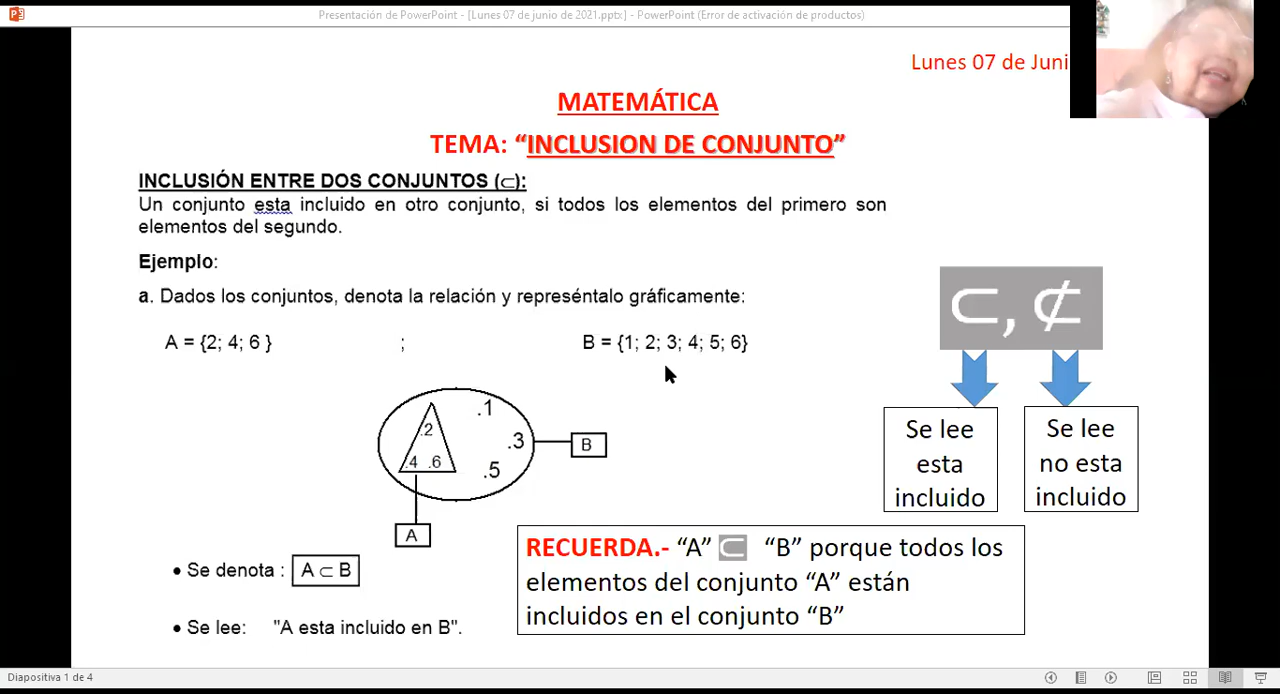 Presentación de PowerPoint - [Lunes 07 de junio de 2021.pptx] - PowerPoint (Error de activación de productos)
Lunes 07 de Juni
MATEMÁTICA
TEMA: “INCLUSION DE CONJUNTO”
INCLUSIÓN ENTRE DOS CONJUNTOS (⊂):
Un conjunto esta incluido en otro conjunto, si todos los elementos del primero son
elementos del segundo.
Ejemplo:
a. Dados los conjuntos, denota la relación y represéntalo gráficamente:
A = {2; 4; 6 } ; B = {1; 2; 3; 4; 5; 6}
⊂, ⊄
Se lee
esta
incluido
Se lee
no esta
incluido
.1
.2
.3
.4 .6
.5
B
A
RECUERDA.- “A” ⊂ “B” porque todos los
elementos del conjunto “A” están
incluidos en el conjunto “B”
• Se denota : A ⊂ B
• Se lee: "A esta incluido en B".
Diapositiva 1 de 4